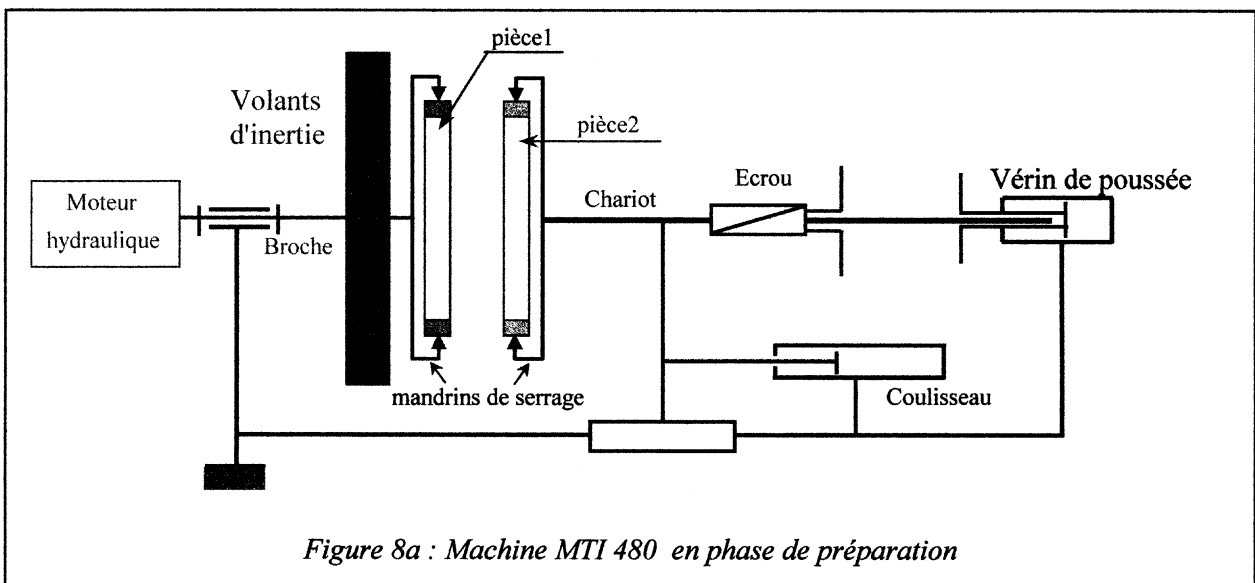 pièce1
Volants
d'inertie
pièce2
Moteur
hydraulique
Broche
Chariot
Ecrou
Vérin de poussée
mandrins de serrage
Coulisseau
Figure 8a : Machine MTI 480 en phase de préparation